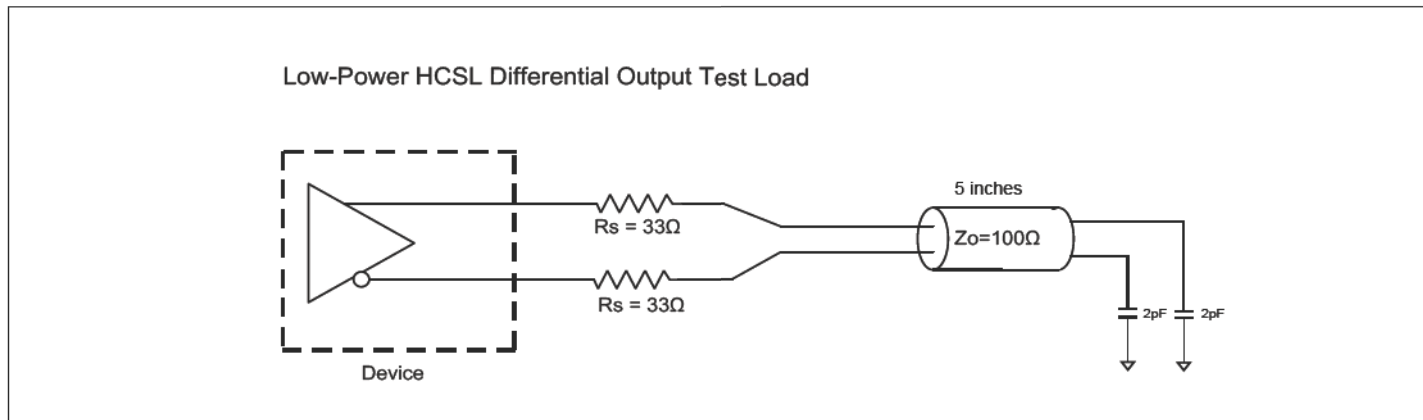 Low-Power HCSL Differential Output Test Load
5 inches
Rs = 33Ω
Zo=100Ω
Rs = 33Ω
2pF
2pF
Device